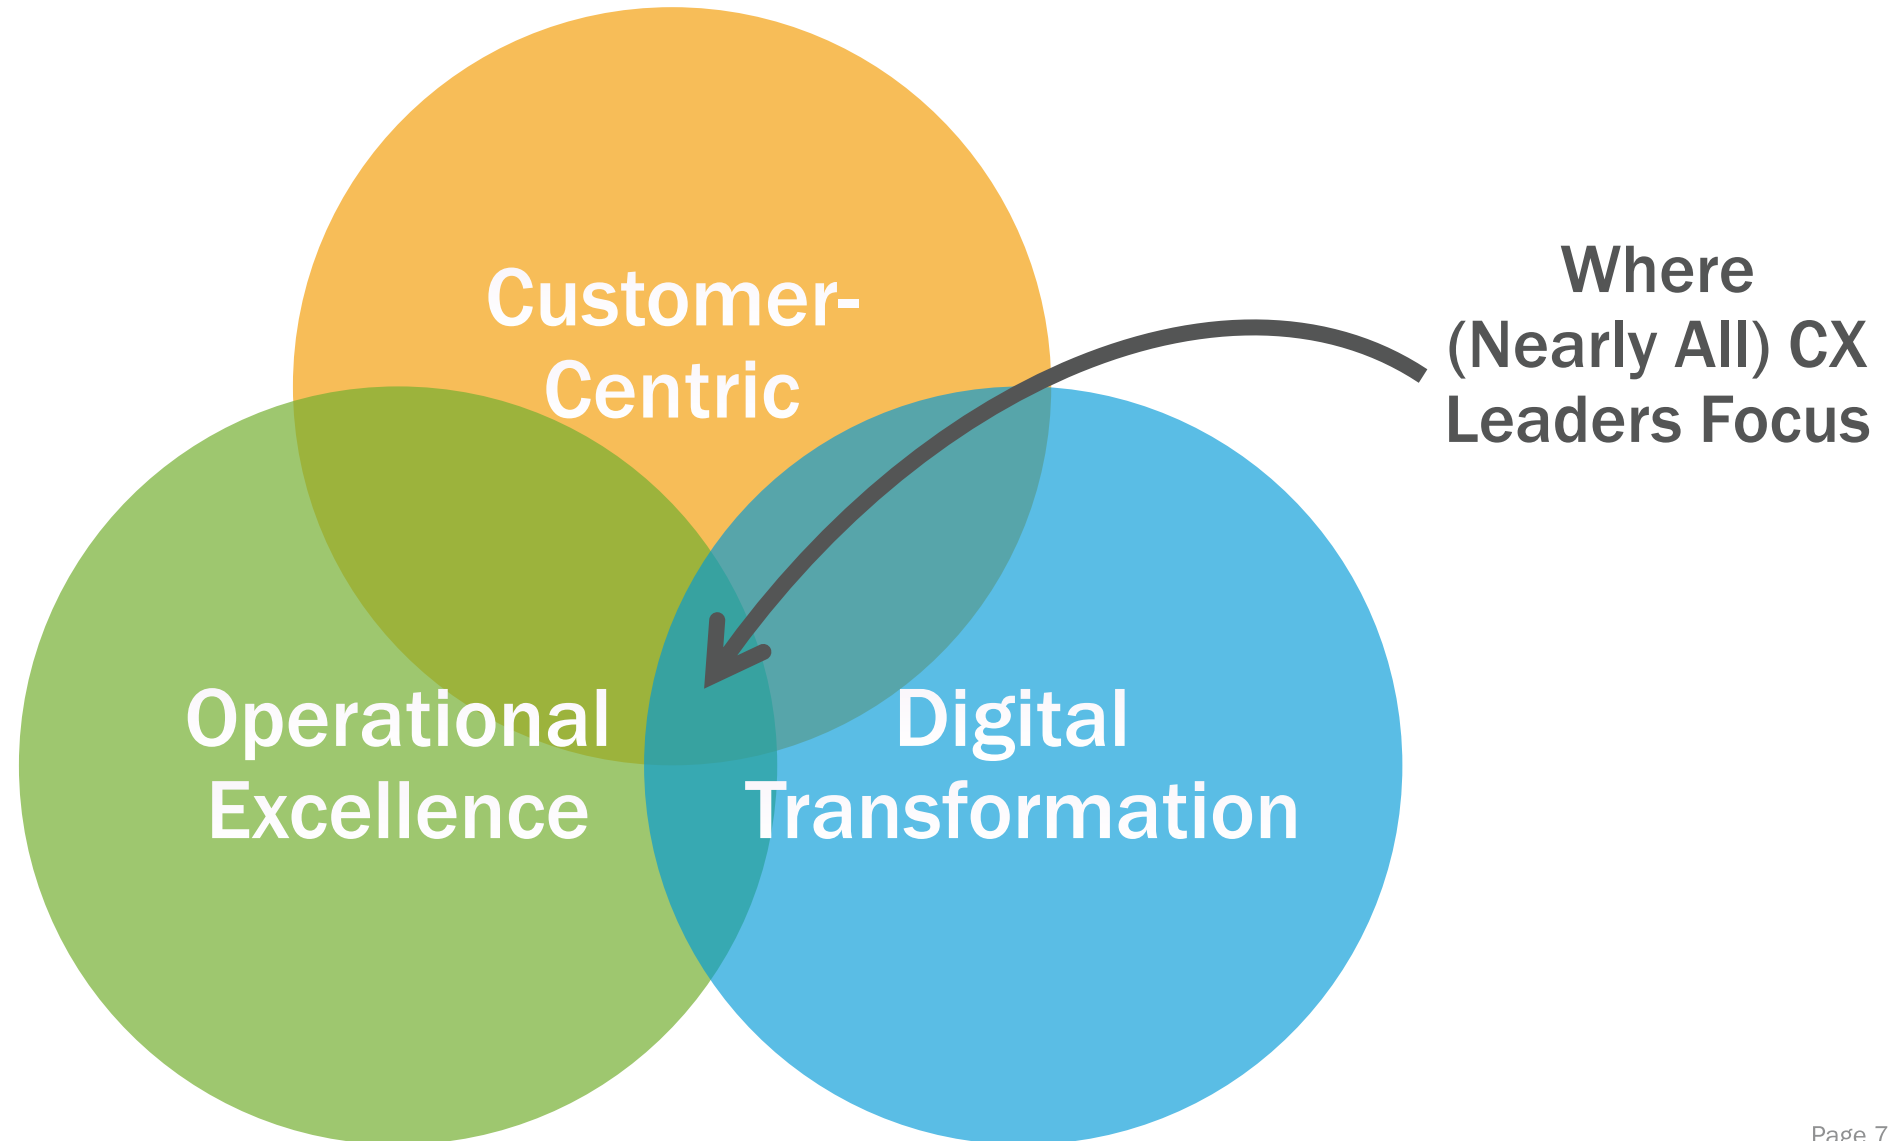 Customer-
Centric
Where
(Nearly All) CX
Leaders Focus
Operational
Excellence
Digital
Transformation
Page 7